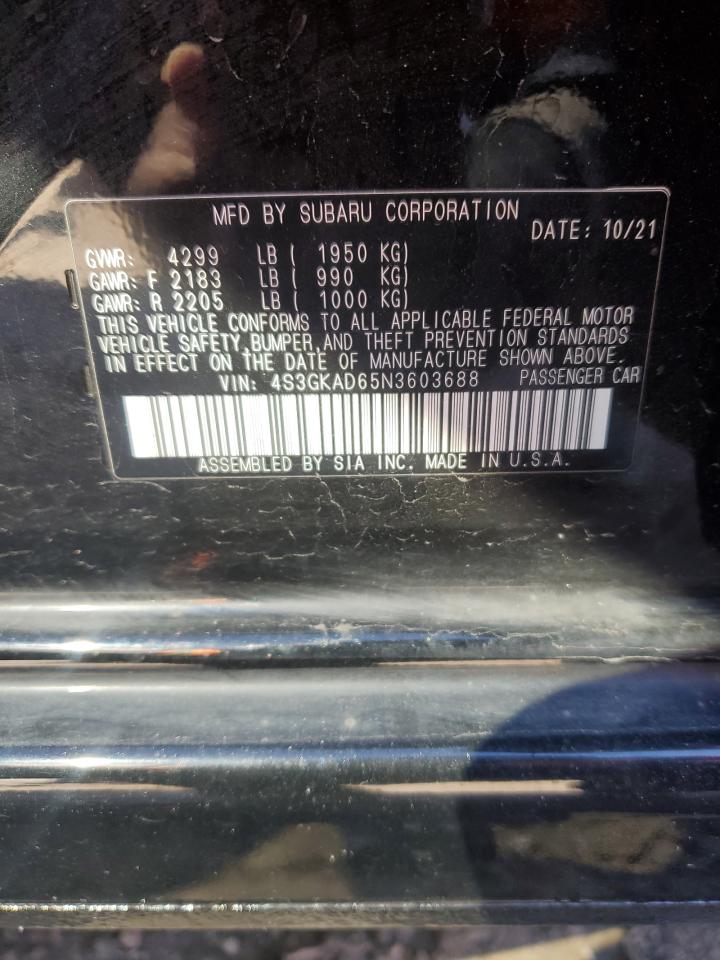 MFD BY SUBARU CORPORATION
DATE: 10/21
GVWR: 4299 LB ( 1950 KG)
GAWR: F 2183 LB ( 990 KG)
GAWR: R 2205 LB ( 1000 KG)
THIS VEHICLE CONFORMS TO ALL APPLICABLE FEDERAL MOTOR
VEHICLE SAFETY, BUMPER, AND THEFT PREVENTION STANDARDS
IN EFFECT ON THE DATE OF MANUFACTURE SHOWN ABOVE.
VIN: 4S3GKAD65N3603688 PASSENGER CAR
ASSEMBLED BY SIA INC. MADE IN U.S.A.